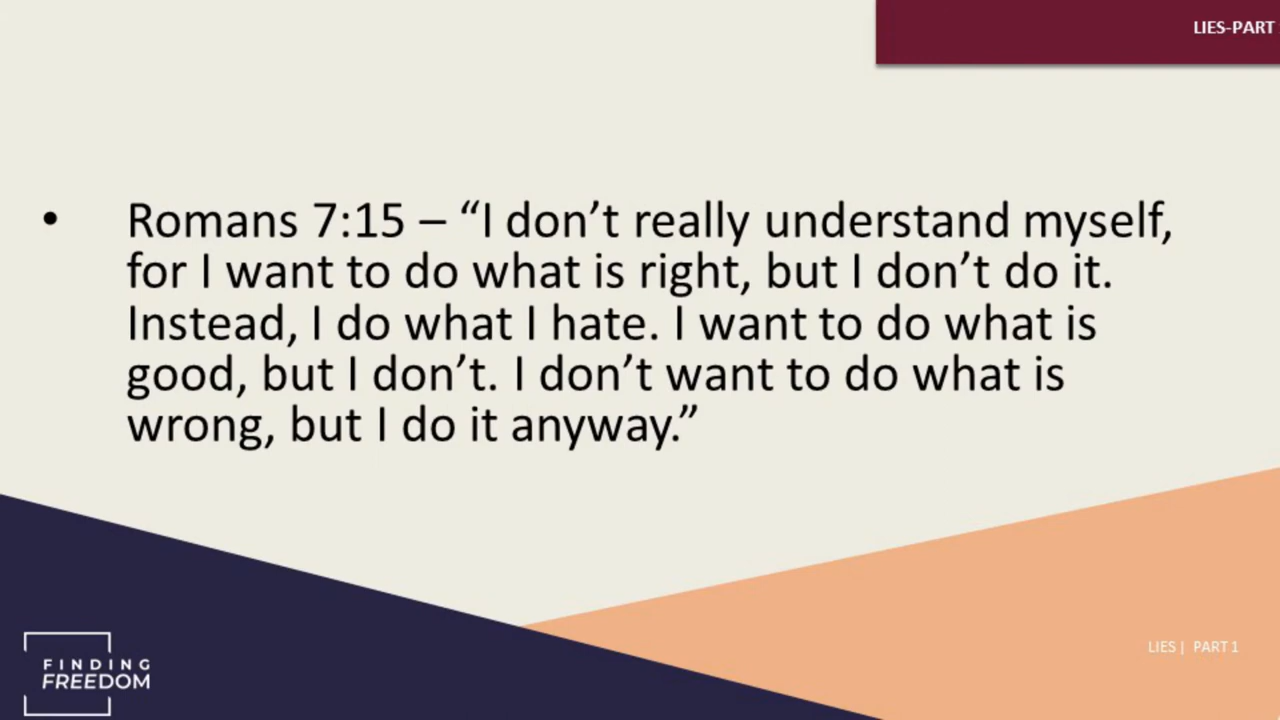 LIES-PART
• Romans 7:15 – “I don’t really understand myself,
for I want to do what is right, but I don’t do it.
Instead, I do what I hate. I want to do what is
good, but I don’t. I don’t want to do what is
wrong, but I do it anyway.”
LIES | PART 1
FINDING
FREEDOM